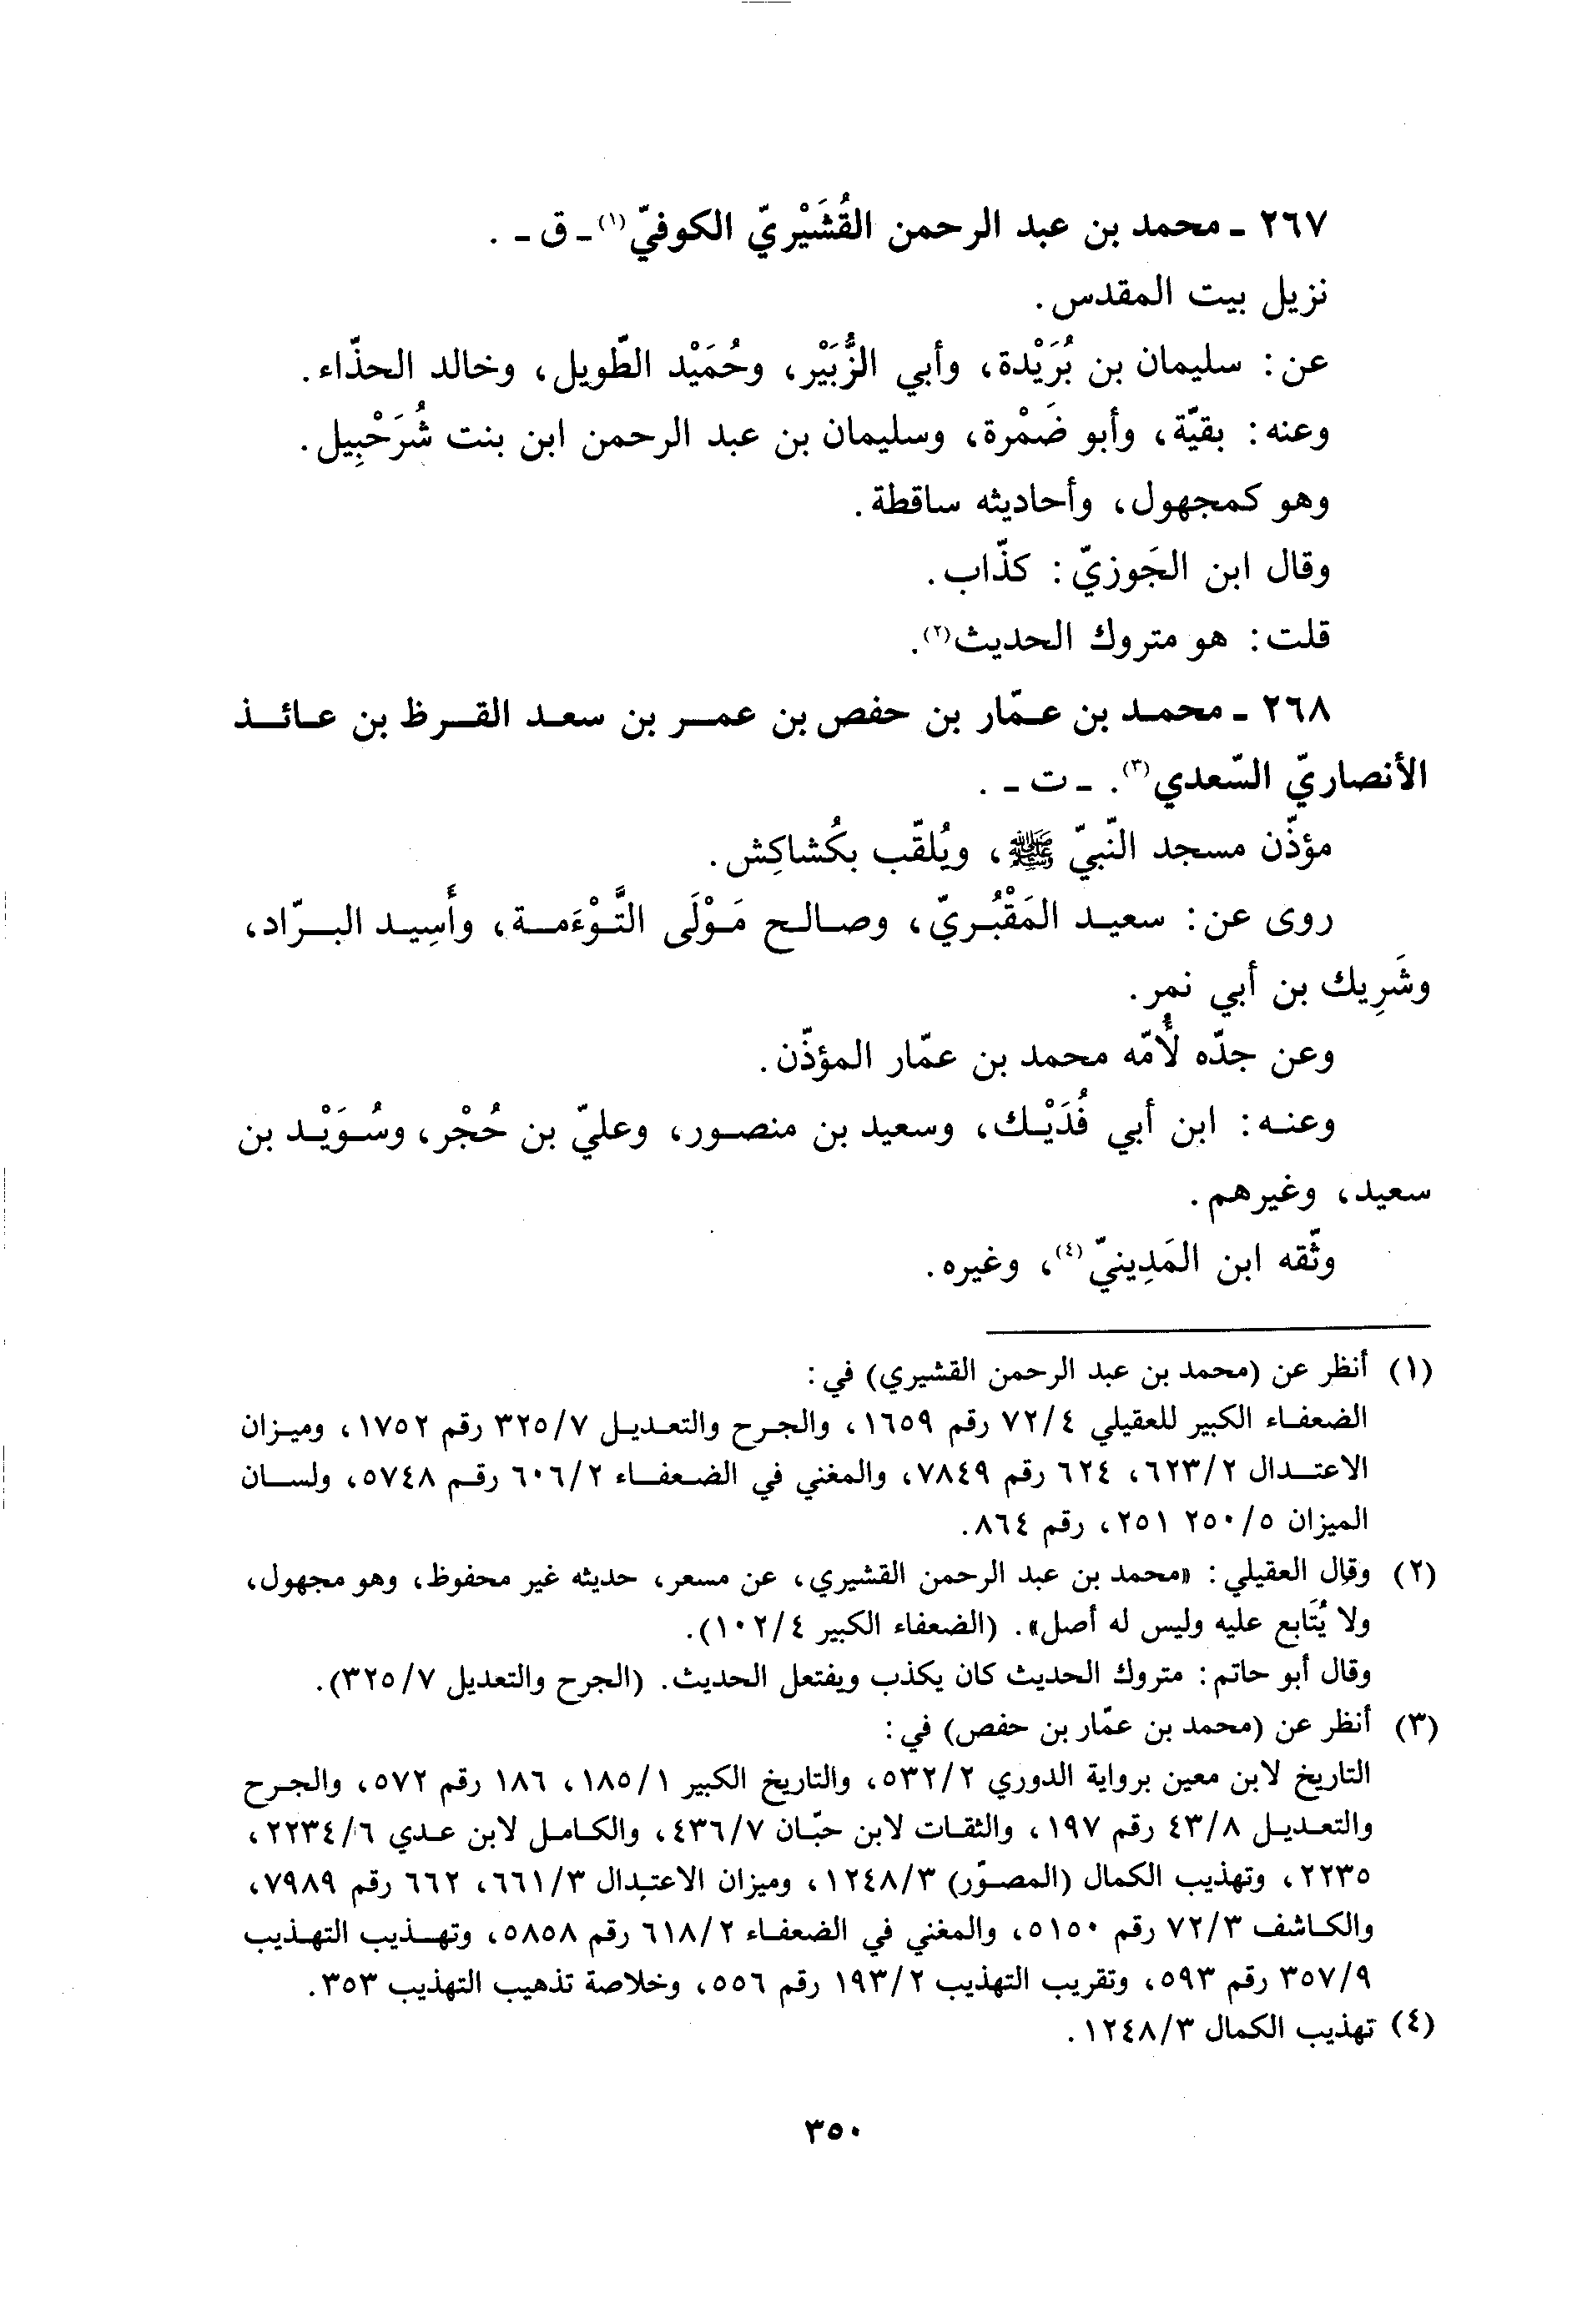 ٢٦٧ ـ محمد بن عبد الرحمن القُشَيْريّ الكوفيّ(١) ـ ق ـ .
نزيل بيت المقدس.
عن: سليمان بن بُرَيْدة، وأبي الزُّبَيْر، وحُمَيْد الطّويل، وخالد الحذّاء.
وعنه: بقيّة، وأبو ضَمْرة، وسليمان بن عبد الرحمن ابن بنت شُرَحْبِيل.
وهو كمجهول، وأحاديثه ساقطة.
وقال ابن الجَوزيّ: كذّاب.
قلت: هو متروك الحديث(٢).
٢٦٨ ـ محمد بن عمّار بن حفص بن عمر بن سعد القرظ بن عائذ
الأنصاريّ السّعدي(٣). ـ ت ـ .
مؤذّن مسجد النّبيّ ﷺ، ويُلقّب بكُشاكِش.
روى عن: سعيد المَقْبُريّ، وصالح مَوْلَى التَّوْءَمة، وأَسِيد البرّاد،
وشَرِيك بن أبي نمر.
وعن جدّه لأُمّه محمد بن عمّار المؤذّن.
وعنه: ابن أبي فُدَيْك، وسعيد بن منصور، وعليّ بن حُجْر، وسُوَيْد بن
سعيد، وغيرهم.
وثّقه ابن المَدِينيّ(٤)، وغيره.
(١) أنظر عن (محمد بن عبد الرحمن القشيري) في:
الضعفاء الكبير للعقيلي ٧٢/٤ رقم ١٦٥٩، والجرح والتعديل ٣٢٥/٧ رقم ١٧٥٢، وميزان
الاعتدال ٦٢٣/٢، ٦٢٤ رقم ٧٨٤٩، والمغني في الضعفاء ٦٠٦/٢ رقم ٥٧٤٨، ولسان
الميزان ٢٥٠/٥ ٢٥١، رقم ٨٦٤.
(٢) وقال العقيلي: «محمد بن عبد الرحمن القشيري، عن مسعر، حديثه غير محفوظ، وهو مجهول،
ولا يُتَابع عليه وليس له أصل». (الضعفاء الكبير ١٠٢/٤).
وقال أبو حاتم: متروك الحديث كان يكذب ويفتعل الحديث. (الجرح والتعديل ٣٢٥/٧).
(٣) أنظر عن (محمد بن عمّار بن حفص) في:
التاريخ لابن معين برواية الدوري ٥٣٢/٢، والتاريخ الكبير ١٨٥/١، ١٨٦ رقم ٥٧٢، والجرح
والتعديل ٤٣/٨ رقم ١٩٧، والثقات لابن حبّان ٤٣٦/٧، والكامل لابن عدي ٢٢٣٤/٦،
٢٢٣٥، وتهذيب الكمال (المصوّر) ١٢٤٨/٣، وميزان الاعتدال ٦٦١/٣، ٦٦٢ رقم ٧٩٨٩،
والكاشف ٧٢/٣ رقم ٥١٥٠، والمغني في الضعفاء ٦١٨/٢ رقم ٥٨٥٨، وتهذيب التهذيب
٣٥٧/٩ رقم ٥٩٣، وتقريب التهذيب ١٩٣/٢ رقم ٥٥٦، وخلاصة تذهيب التهذيب ٣٥٣.
(٤) تهذيب الكمال ١٢٤٨/٣.
٣٥٠